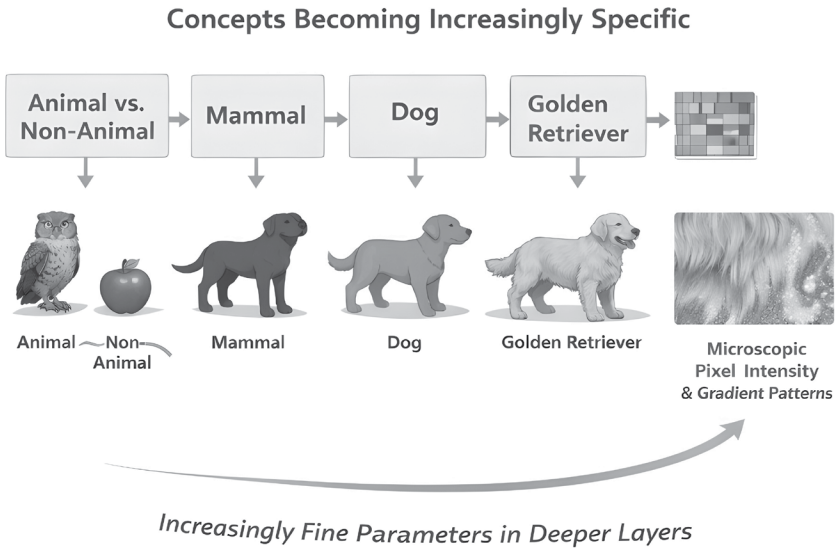 Concepts Becoming Increasingly Specific
Animal vs.
Non-Animal
Mammal
Dog
Golden
Retriever
Animal
Non-
Animal
Mammal
Dog
Golden Retriever
Microscopic
Pixel Intensity
& Gradient Patterns
Increasingly Fine Parameters in Deeper Layers